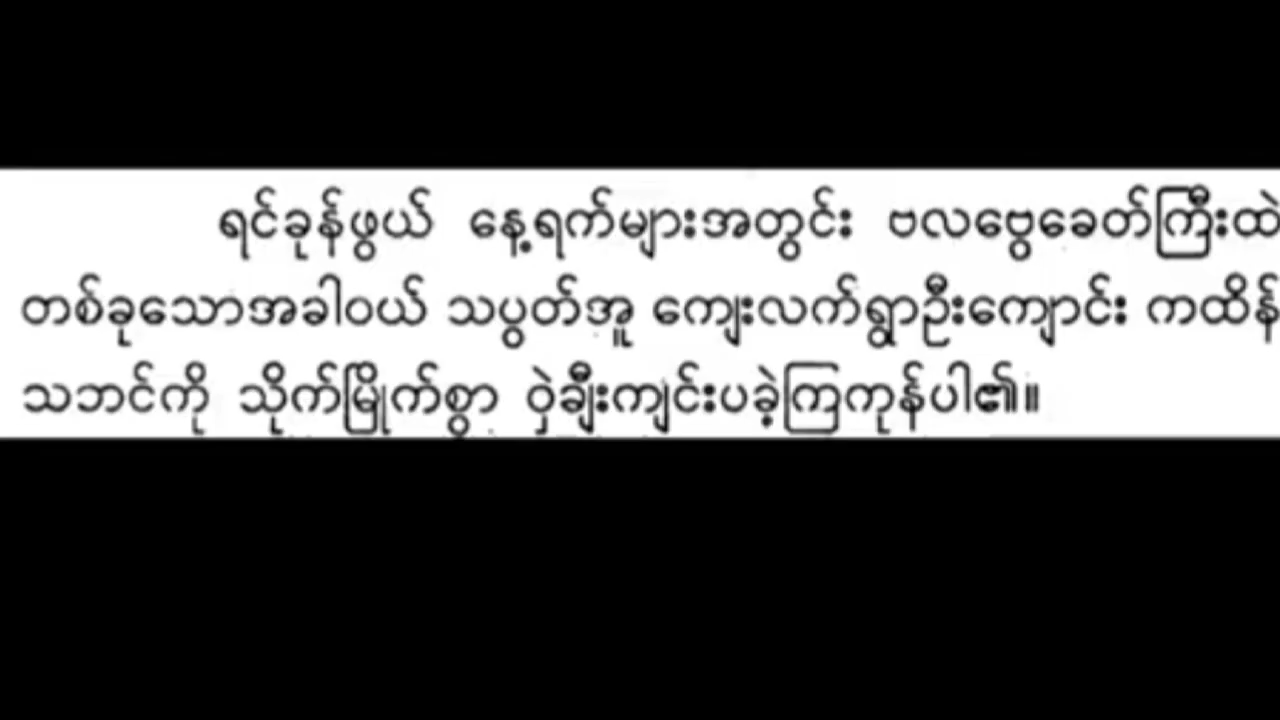 ရင်ခုန်ဖွယ် နေ့ရက်များအတွင်း ဗလဗွေခေတ်ကြီးထဲ
တစ်ခုသောအခါဝယ် သပွတ်အူ ကျေးလက်ရွာဦးကျောင်း ကထိန်
သဘင်ကို သိုက်မြိုက်စွာ ဝှဲချီးကျင်းပခဲ့ကြကုန်ပါ၏။